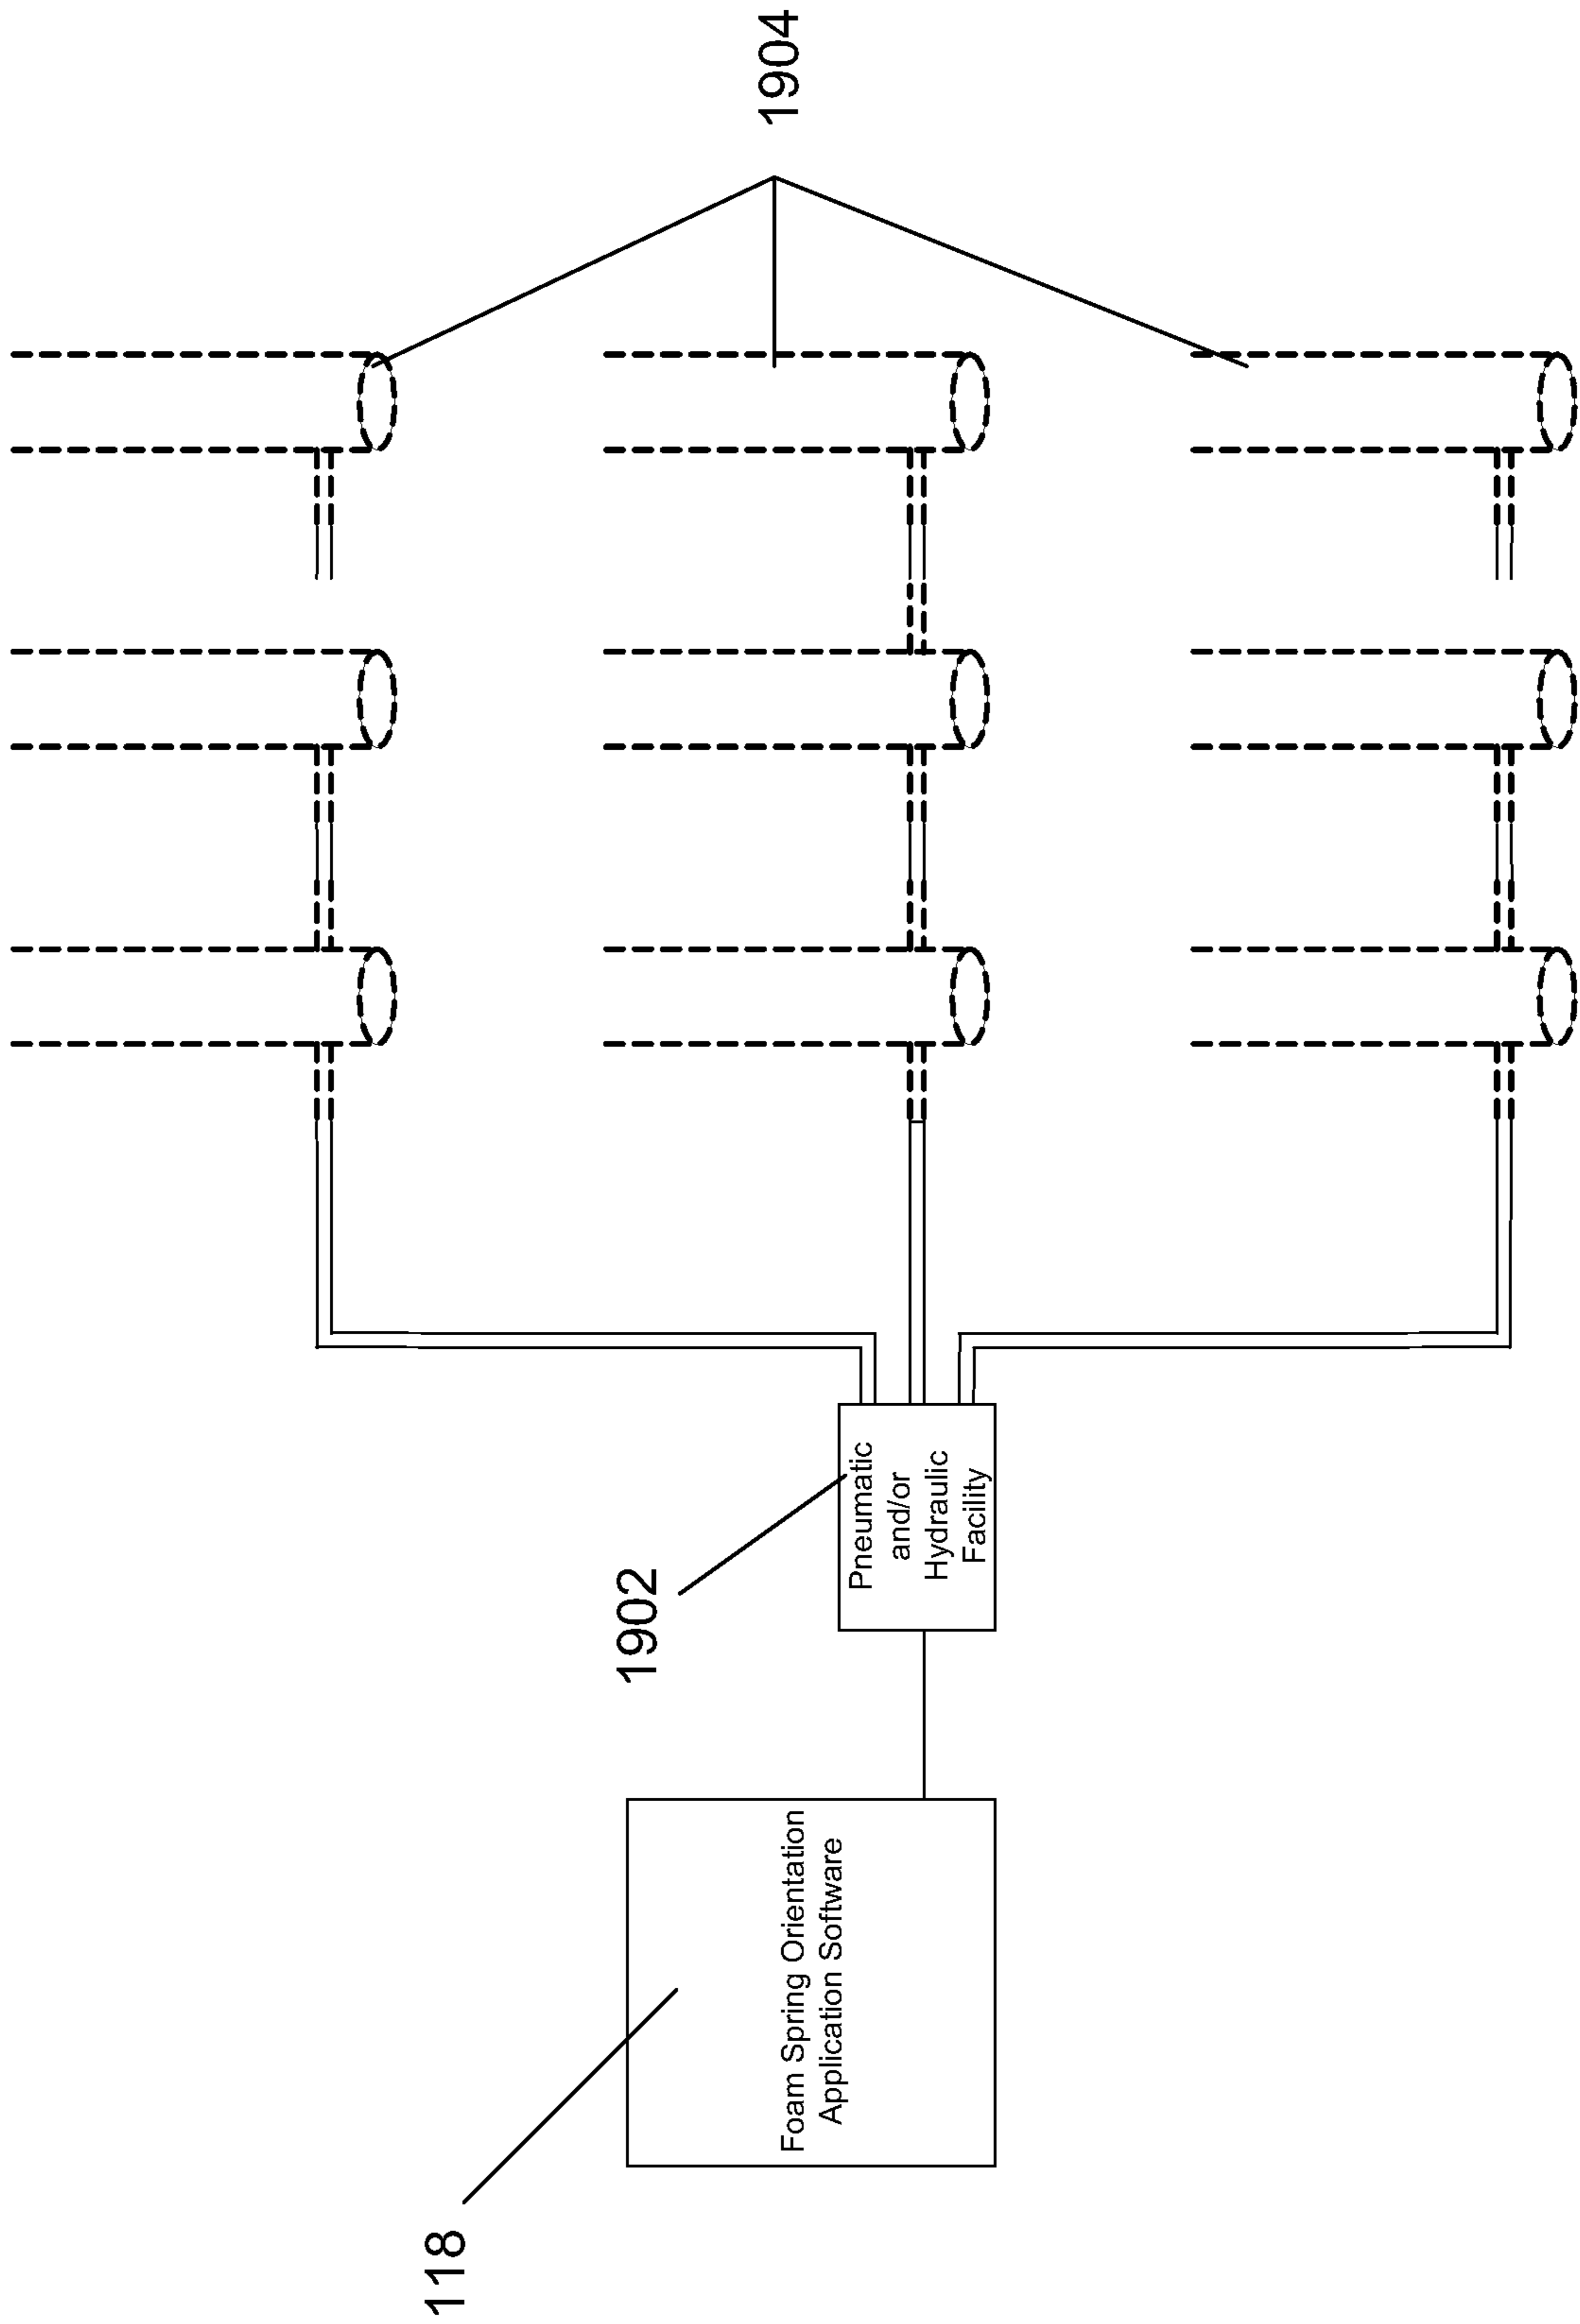 118
Foam Spring Orientation
Application Software
1902
Pneumatic
and/or
Hydraulic
Facility
1904